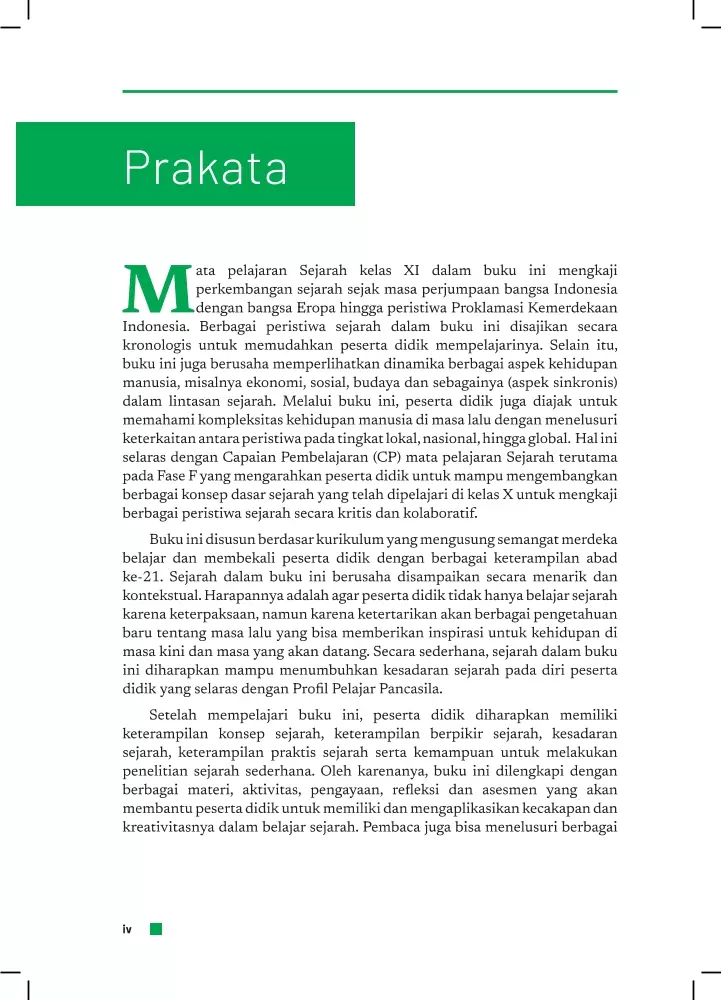 Prakata
Mata pelajaran Sejarah kelas XI dalam buku ini mengkaji
perkembangan sejarah sejak masa perjumpaan bangsa Indonesia
dengan bangsa Eropa hingga peristiwa Proklamasi Kemerdekaan
Indonesia. Berbagai peristiwa sejarah dalam buku ini disajikan secara
kronologis untuk memudahkan peserta didik mempelajarinya. Selain itu,
buku ini juga berusaha memperlihatkan dinamika berbagai aspek kehidupan
manusia, misalnya ekonomi, sosial, budaya dan sebagainya (aspek sinkronis)
dalam lintasan sejarah. Melalui buku ini, peserta didik juga diajak untuk
memahami kompleksitas kehidupan manusia di masa lalu dengan menelusuri
keterkaitan antara peristiwa pada tingkat lokal, nasional, hingga global. Hal ini
selaras dengan Capaian Pembelajaran (CP) mata pelajaran Sejarah terutama
pada Fase F yang mengarahkan peserta didik untuk mampu mengembangkan
berbagai konsep dasar sejarah yang telah dipelajari di kelas X untuk mengkaji
berbagai peristiwa sejarah secara kritis dan kolaboratif.
Buku ini disusun berdasar kurikulum yang mengusung semangat merdeka
belajar dan membekali peserta didik dengan berbagai keterampilan abad
ke-21. Sejarah dalam buku ini berusaha disampaikan secara menarik dan
kontekstual. Harapannya adalah agar peserta didik tidak hanya belajar sejarah
karena keterpaksaan, namun karena ketertarikan akan berbagai pengetahuan
baru tentang masa lalu yang bisa memberikan inspirasi untuk kehidupan di
masa kini dan masa yang akan datang. Secara sederhana, sejarah dalam buku
ini diharapkan mampu menumbuhkan kesadaran sejarah pada diri peserta
didik yang selaras dengan Profil Pelajar Pancasila.
Setelah mempelajari buku ini, peserta didik diharapkan memiliki
keterampilan konsep sejarah, keterampilan berpikir sejarah, kesadaran
sejarah, keterampilan praktis sejarah serta kemampuan untuk melakukan
penelitian sejarah sederhana. Oleh karenanya, buku ini dilengkapi dengan
berbagai materi, aktivitas, pengayaan, refleksi dan asesmen yang akan
membantu peserta didik untuk memiliki dan mengaplikasikan kecakapan dan
kreativitasnya dalam belajar sejarah. Pembaca juga bisa menelusuri berbagai
iv